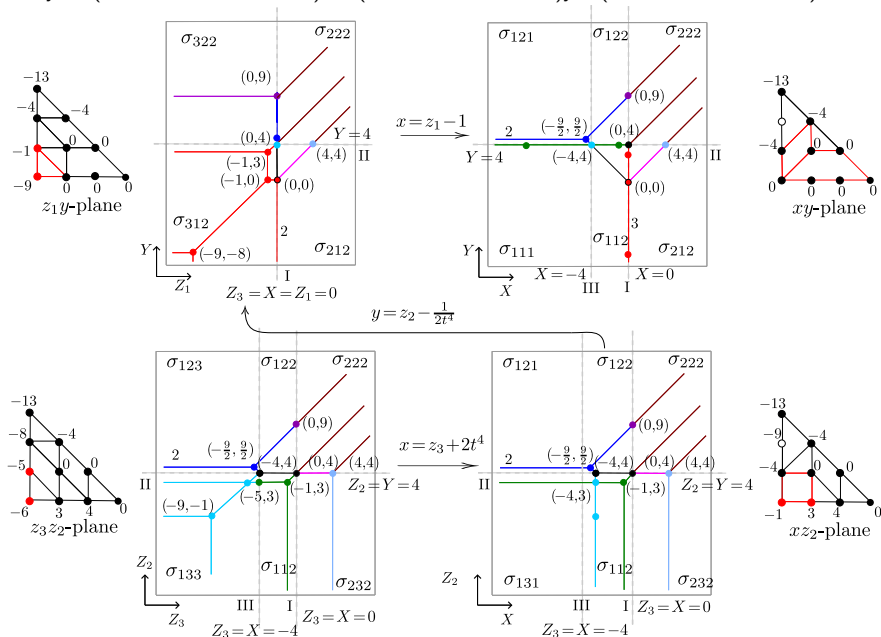 σ322
σ222
σ121
σ122
σ222
−13
−4
−4
−1
0
0
−9
0
0
0
z1y-plane
(0,9)
(0,4)
Y=4
II
(−1,3)
(4,4)
(−1,0)
(0,0)
σ312
2
(−9,−8)
σ212
Y
Z1
I
Z3=X=Z1=0
x=z1−1
(0,9)
(−9/2, 9/2)
2
(0,4)
Y=4
(−4,4)
(4,4)
II
(0,0)
3
σ111
σ112
σ212
Y
X
X=−4
X=0
III
I
−13
−4
−4
0
0
0
0
0
0
xy-plane
y=z2−1/2t⁴
σ123
σ122
σ222
σ121
σ122
σ222
−13
−8
−4
−5
0
0
−6
3
4
0
z3z2-plane
(0,9)
(−9/2, 9/2)
2
(−4,4)
(0,4)
(4,4)
II
Z2=Y=4
(−9,−1)
(−5,3)
(−1,3)
σ133
σ112
σ232
Z2
Z3
III
I
Z3=X=0
Z3=X=−4
x=z3+2t⁴
(0,9)
(−9/2, 9/2)
2
(−4,4)
(0,4)
(4,4)
II
Z2=Y=4
(−4,3)
(−1,3)
σ131
σ112
σ232
Z2
X
III
I
Z3=X=0
Z3=X=−4
−13
−9
−4
−4
0
0
−1
3
4
0
xz2-plane